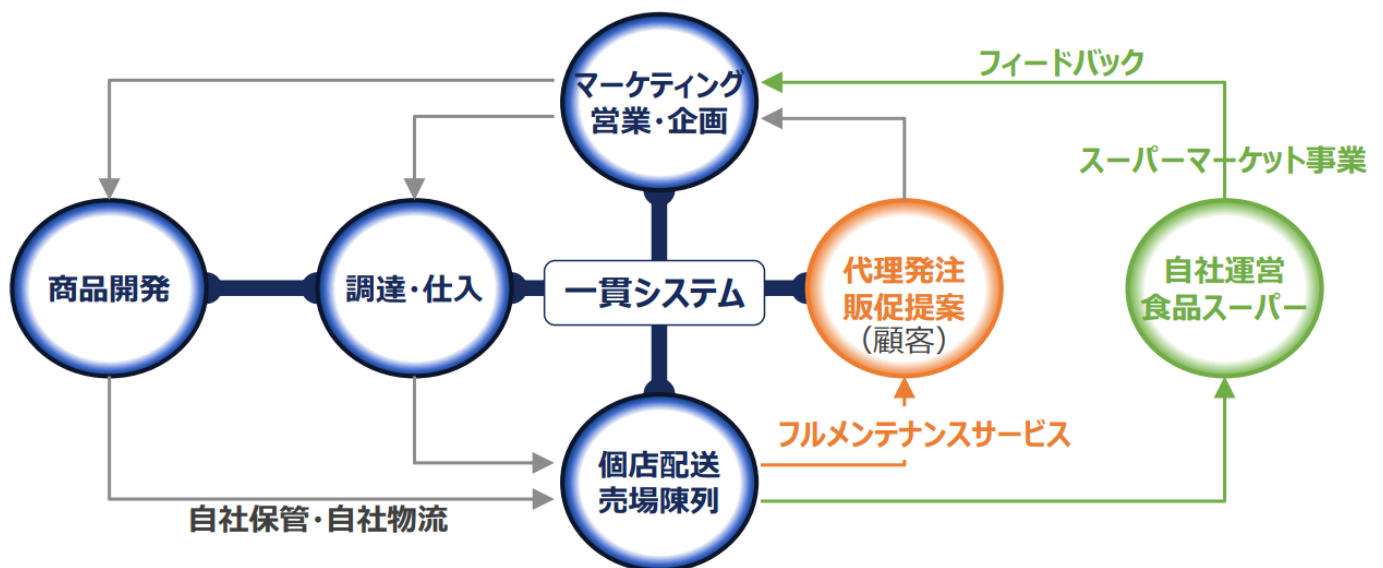 フィードバック
マーケティング
営業・企画
スーパーマーケット事業
商品開発
調達・仕入
一貫システム
代理発注
販促提案
（顧客）
自社運営
食品スーパー
フルメンテナンスサービス
個店配送
売場陳列
自社保管・自社物流